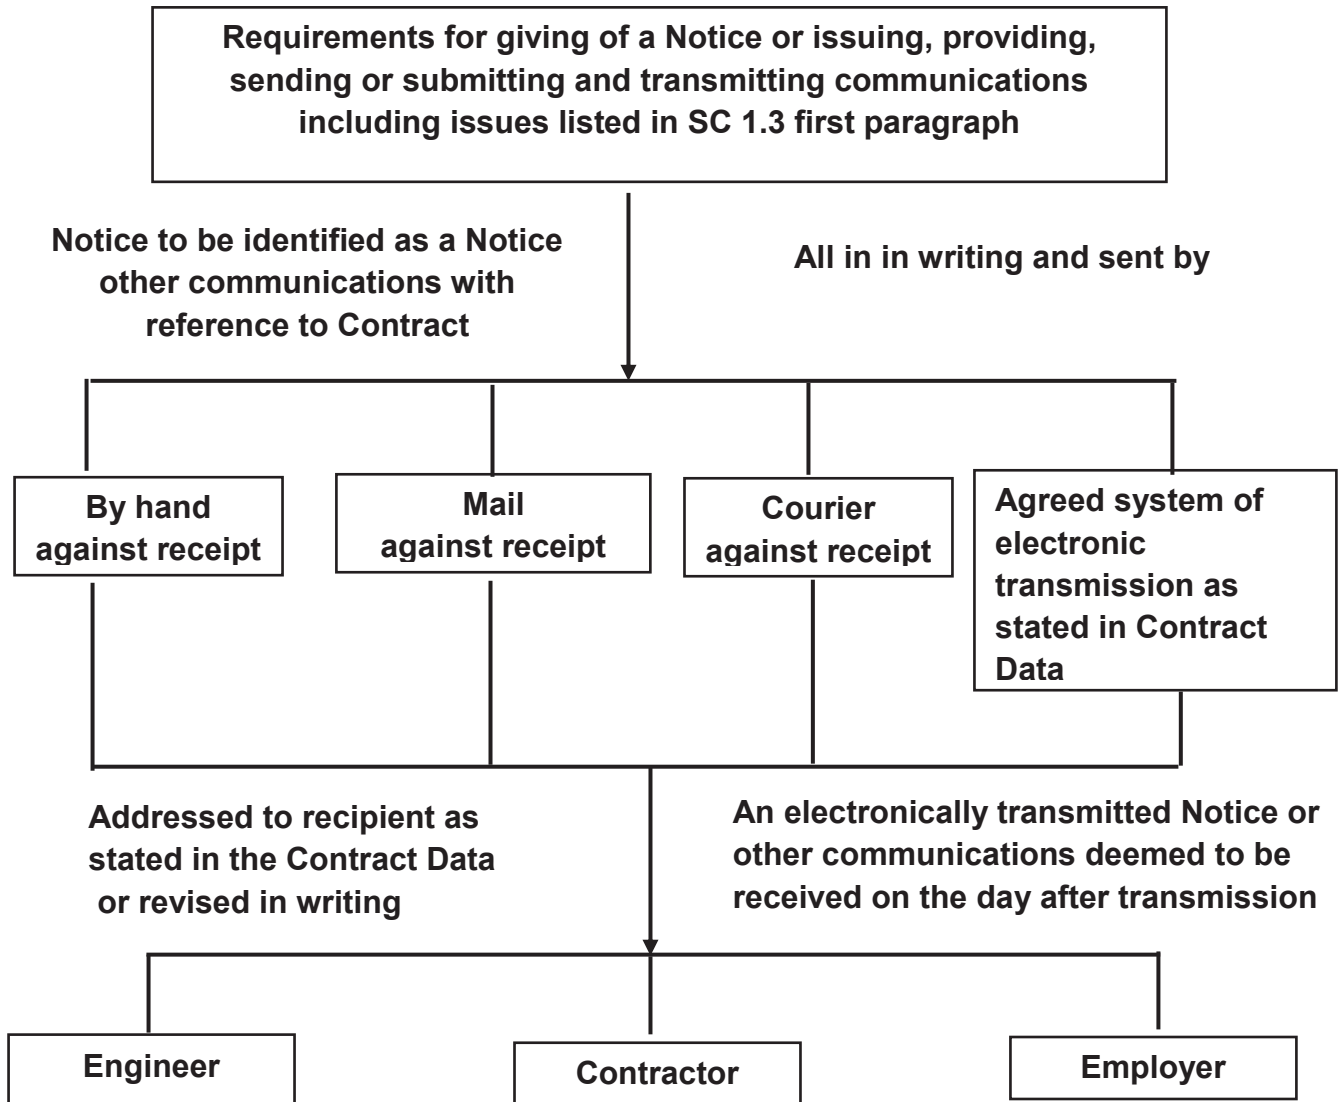 Requirements for giving of a Notice or issuing, providing,
sending or submitting and transmitting communications
including issues listed in SC 1.3 first paragraph
Notice to be identified as a Notice
other communications with
reference to Contract
All in in writing and sent by
By hand
against receipt
Mail
against receipt
Courier
against receipt
Agreed system of
electronic
transmission as
stated in Contract
Data
Addressed to recipient as
stated in the Contract Data
or revised in writing
An electronically transmitted Notice or
other communications deemed to be
received on the day after transmission
Engineer
Contractor
Employer